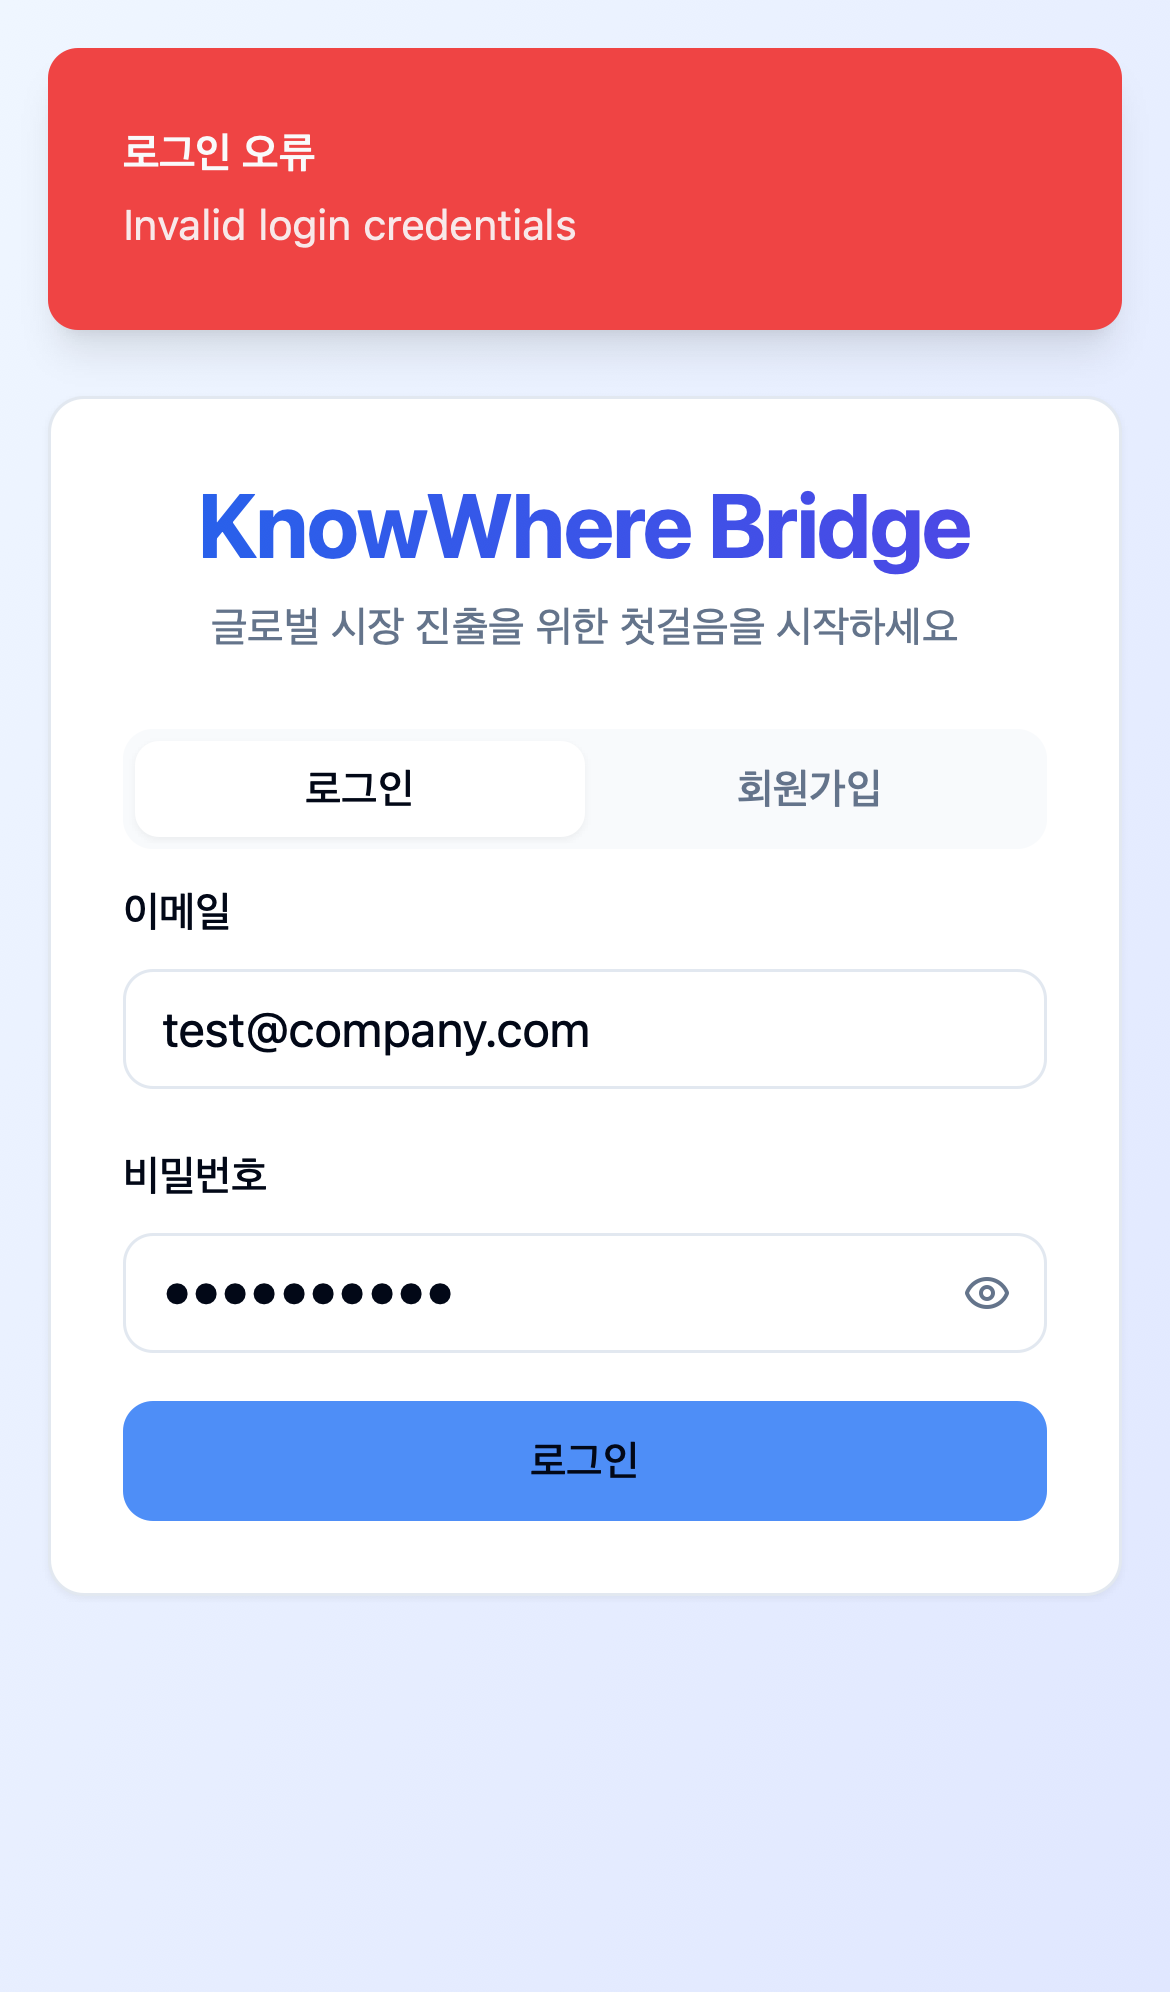 로그인 오류
Invalid login credentials
KnowWhere Bridge
글로벌 시장 진출을 위한 첫걸음을 시작하세요
로그인 회원가입
이메일
test@company.com
비밀번호
로그인